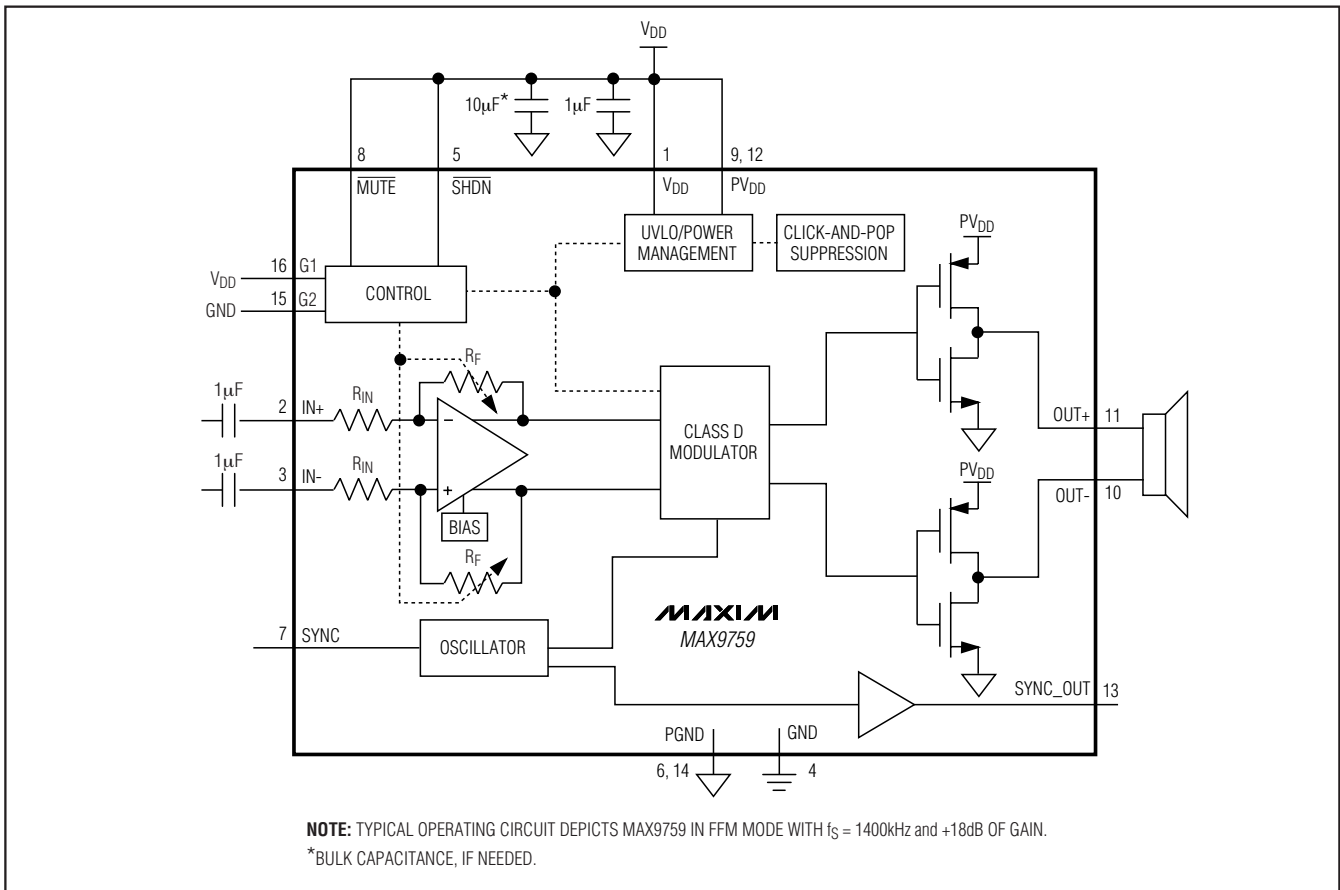 VDD
10µF*
1µF
8
5
1
9, 12
MUTE
SHDN
VDD
PVDD
UVLO/POWER
MANAGEMENT
CLICK-AND-POP
SUPPRESSION
PVDD
VDD
16
G1
GND
15
G2
CONTROL
RF
1µF
2
IN+
RIN
−
CLASS D
MODULATOR
OUT+
11
1µF
3
IN-
RIN
+
BIAS
RF
PVDD
OUT-
10
MAXIM
MAX9759
7
SYNC
OSCILLATOR
SYNC_OUT
13
PGND
GND
6, 14
4
NOTE: TYPICAL OPERATING CIRCUIT DEPICTS MAX9759 IN FFM MODE WITH fS = 1400kHz and +18dB OF GAIN.
*BULK CAPACITANCE, IF NEEDED.